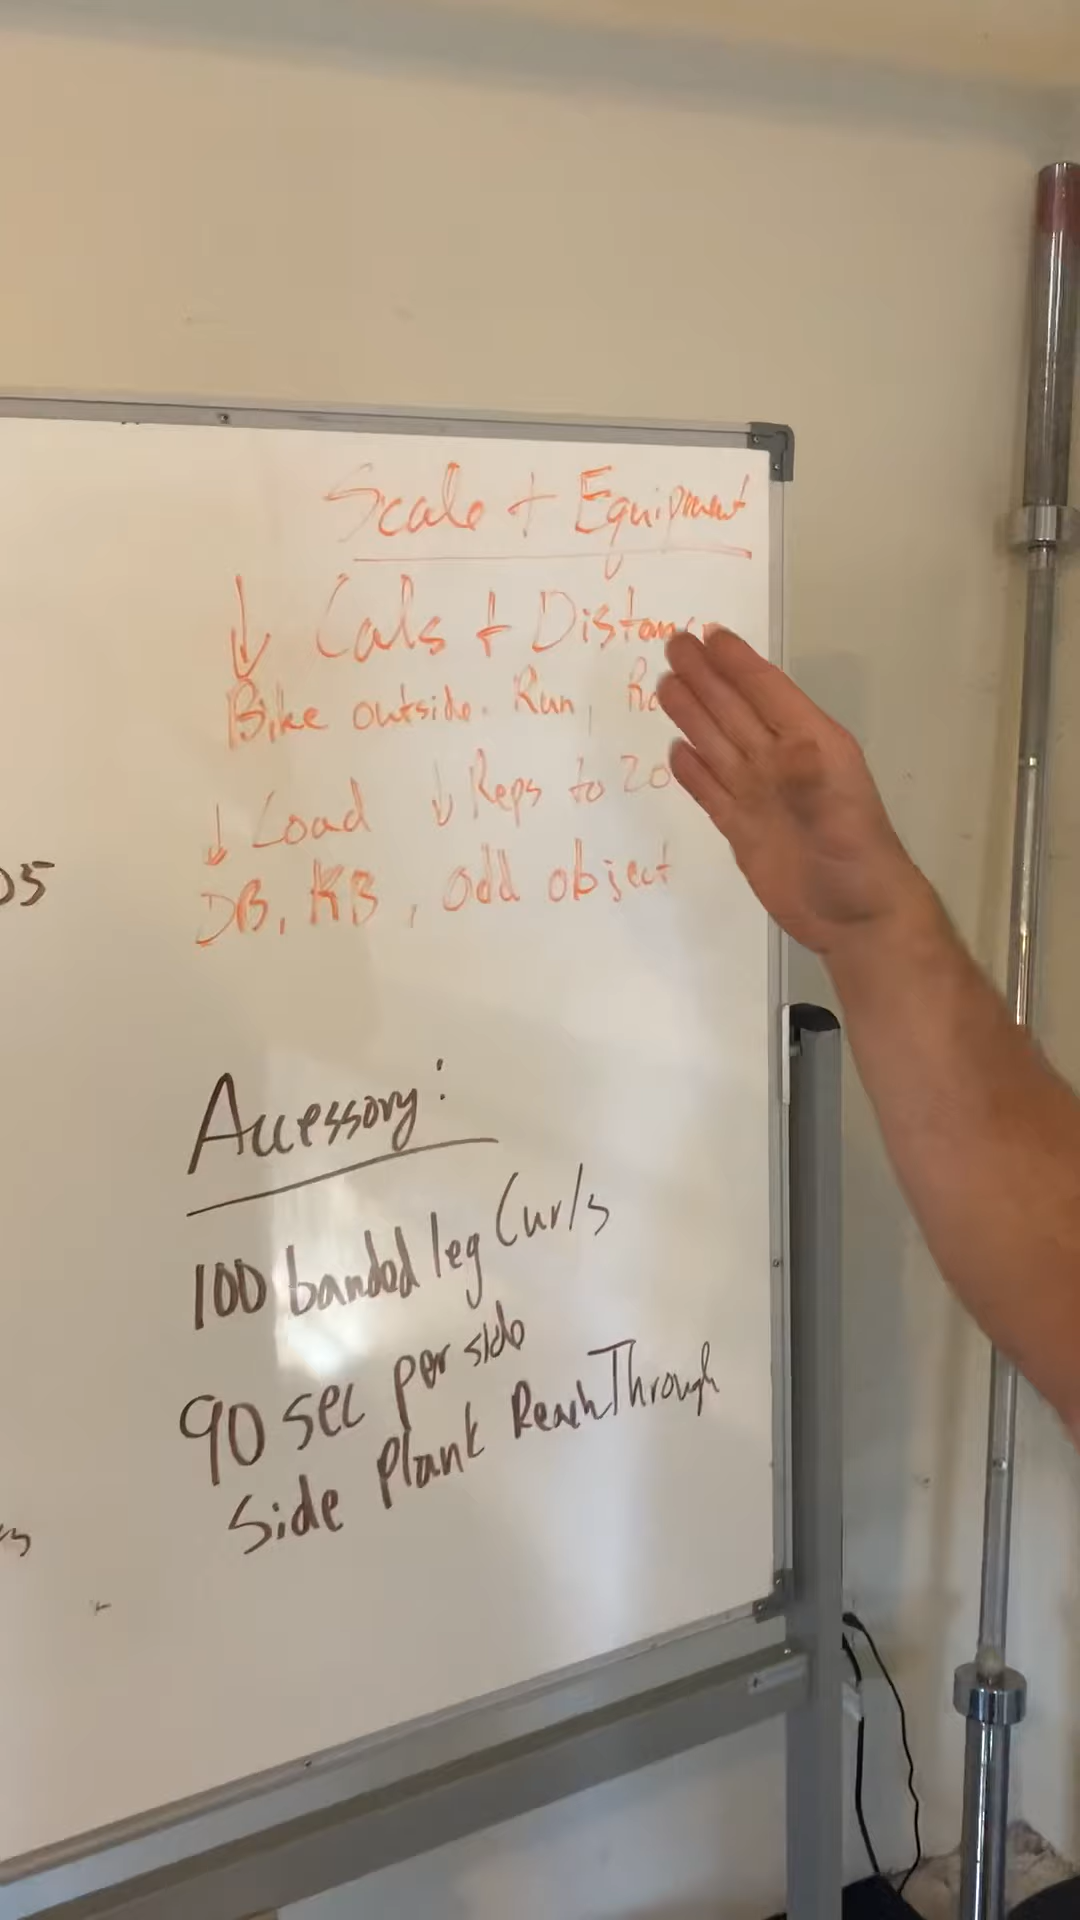 Scale + Equipment
↓ Cals + Distance
Bike outside. Run,
↓ Load ↓ Reps to 20
DB, KB, odd object
05
Accessory:
100 banded leg Curls
90 sec per side
Side Plank Reach Through